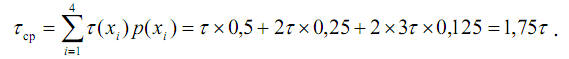 τ_ср = ∑_{i=1}^{4} τ(x_i) p(x_i) = τ × 0,5 + 2τ × 0,25 + 2 × 3τ × 0,125 = 1,75τ .